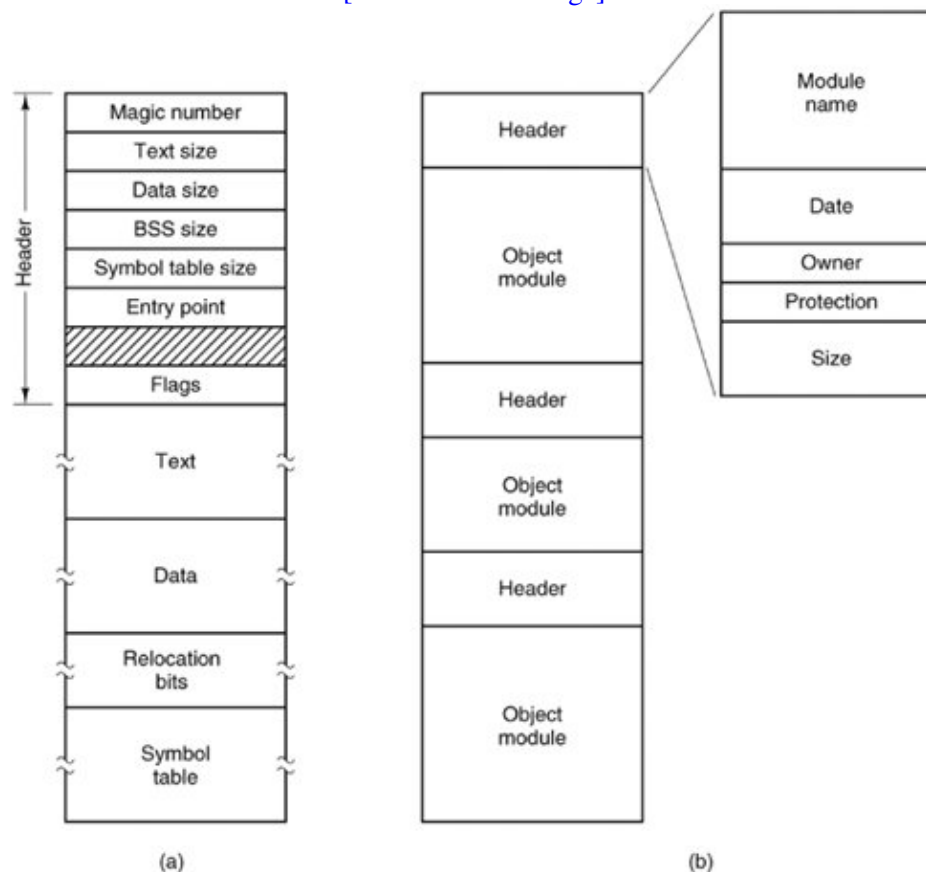 Header
Magic number
Text size
Data size
BSS size
Symbol table size
Entry point
Flags
Text
Data
Relocation
bits
Symbol
table
(a)
Header
Object
module
Header
Object
module
Header
Object
module
Module
name
Date
Owner
Protection
Size
(b)